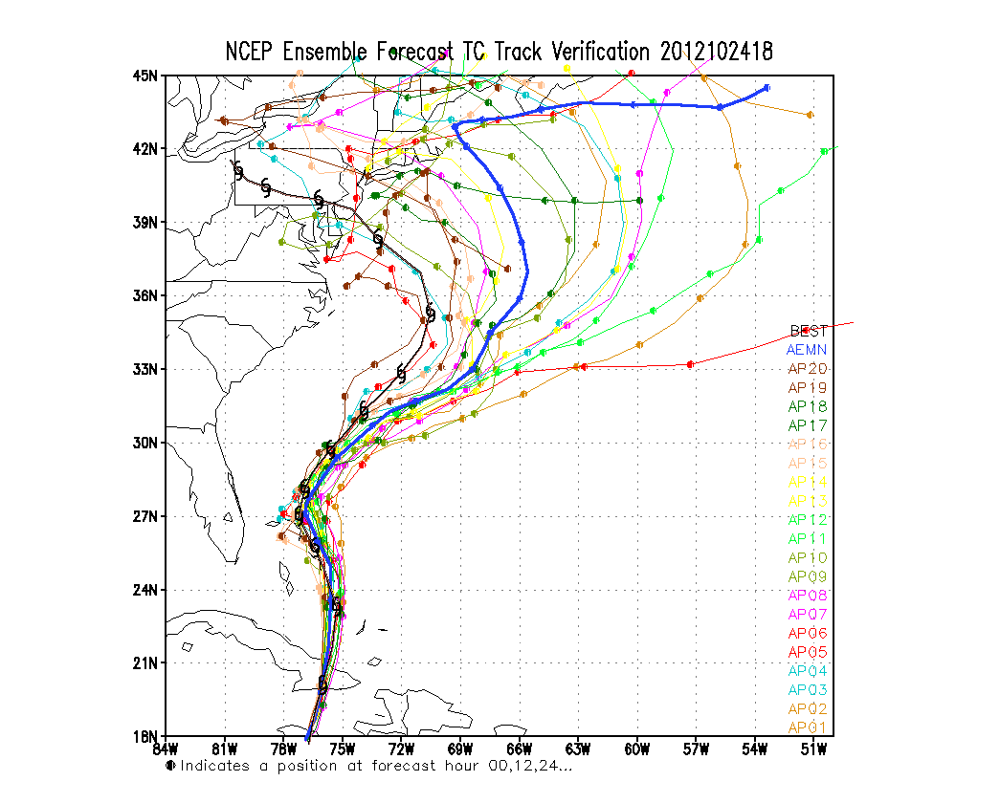 NCEP Ensemble Forecast TC Track Verification 2012102418
45N
42N
39N
36N
33N
30N
27N
24N
21N
18N
BEST
AEMN
AP20
AP19
AP18
AP17
AP16
AP15
AP14
AP13
AP12
AP11
AP10
AP09
AP08
AP07
AP06
AP05
AP04
AP03
AP02
AP01
84W 81W 78W 75W 72W 69W 66W 63W 60W 57W 54W 51W
Indicates a position at forecast hour 00,12,24...